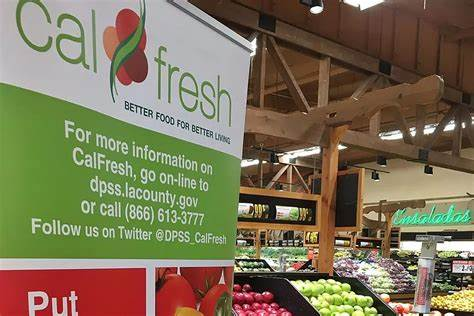 cal fresh
BETTER FOOD FOR BETTER LIVING
For more information on
CalFresh, go on-line to
dpss.lacounty.gov
or call (866) 613-3777
Follow us on Twitter @DPSS_CalFresh
Put
Ensaladas